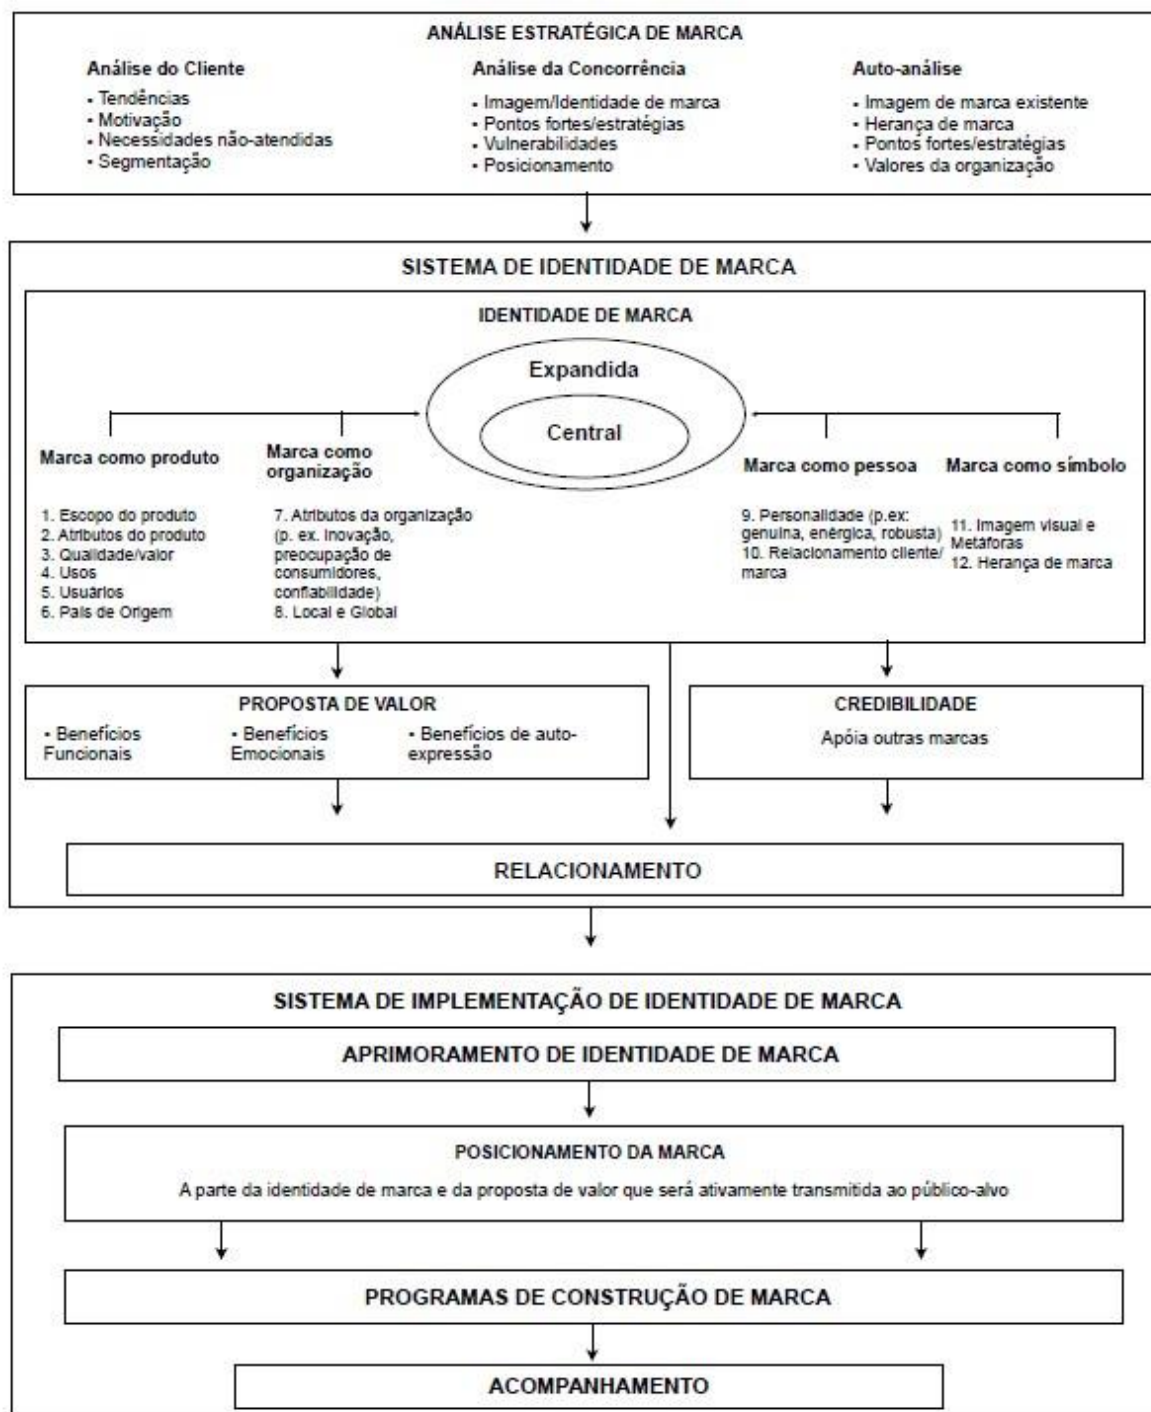 ANÁLISE ESTRATÉGICA DE MARCA
Análise do Cliente
▪ Tendências
▪ Motivação
▪ Necessidades não-atendidas
▪ Segmentação
Análise da Concorrência
▪ Imagem/Identidade de marca
▪ Pontos fortes/estratégias
▪ Vulnerabilidades
▪ Posicionamento
Auto-análise
▪ Imagem de marca existente
▪ Herança de marca
▪ Pontos fortes/estratégias
▪ Valores da organização
SISTEMA DE IDENTIDADE DE MARCA
IDENTIDADE DE MARCA
Expandida
Central
Marca como produto
1. Escopo do produto
2. Atributos do produto
3. Qualidade/valor
4. Usos
5. Usuários
6. País de Origem
Marca como
organização
7. Atributos da organização
(p. ex. Inovação,
preocupação de
consumidores,
confiabilidade)
8. Local e Global
Marca como pessoa
9. Personalidade (p.ex:
genuína, enérgica, robusta)
10. Relacionamento cliente/
marca
Marca como símbolo
11. Imagem visual e
Metáforas
12. Herança de marca
PROPOSTA DE VALOR
▪ Benefícios
Funcionais
▪ Benefícios
Emocionais
▪ Benefícios de auto-
expressão
CREDIBILIDADE
Apóia outras marcas
RELACIONAMENTO
SISTEMA DE IMPLEMENTAÇÃO DE IDENTIDADE DE MARCA
APRIMORAMENTO DE IDENTIDADE DE MARCA
POSICIONAMENTO DA MARCA
A parte da identidade de marca e da proposta de valor que será ativamente transmitida ao público-alvo
PROGRAMAS DE CONSTRUÇÃO DE MARCA
ACOMPANHAMENTO